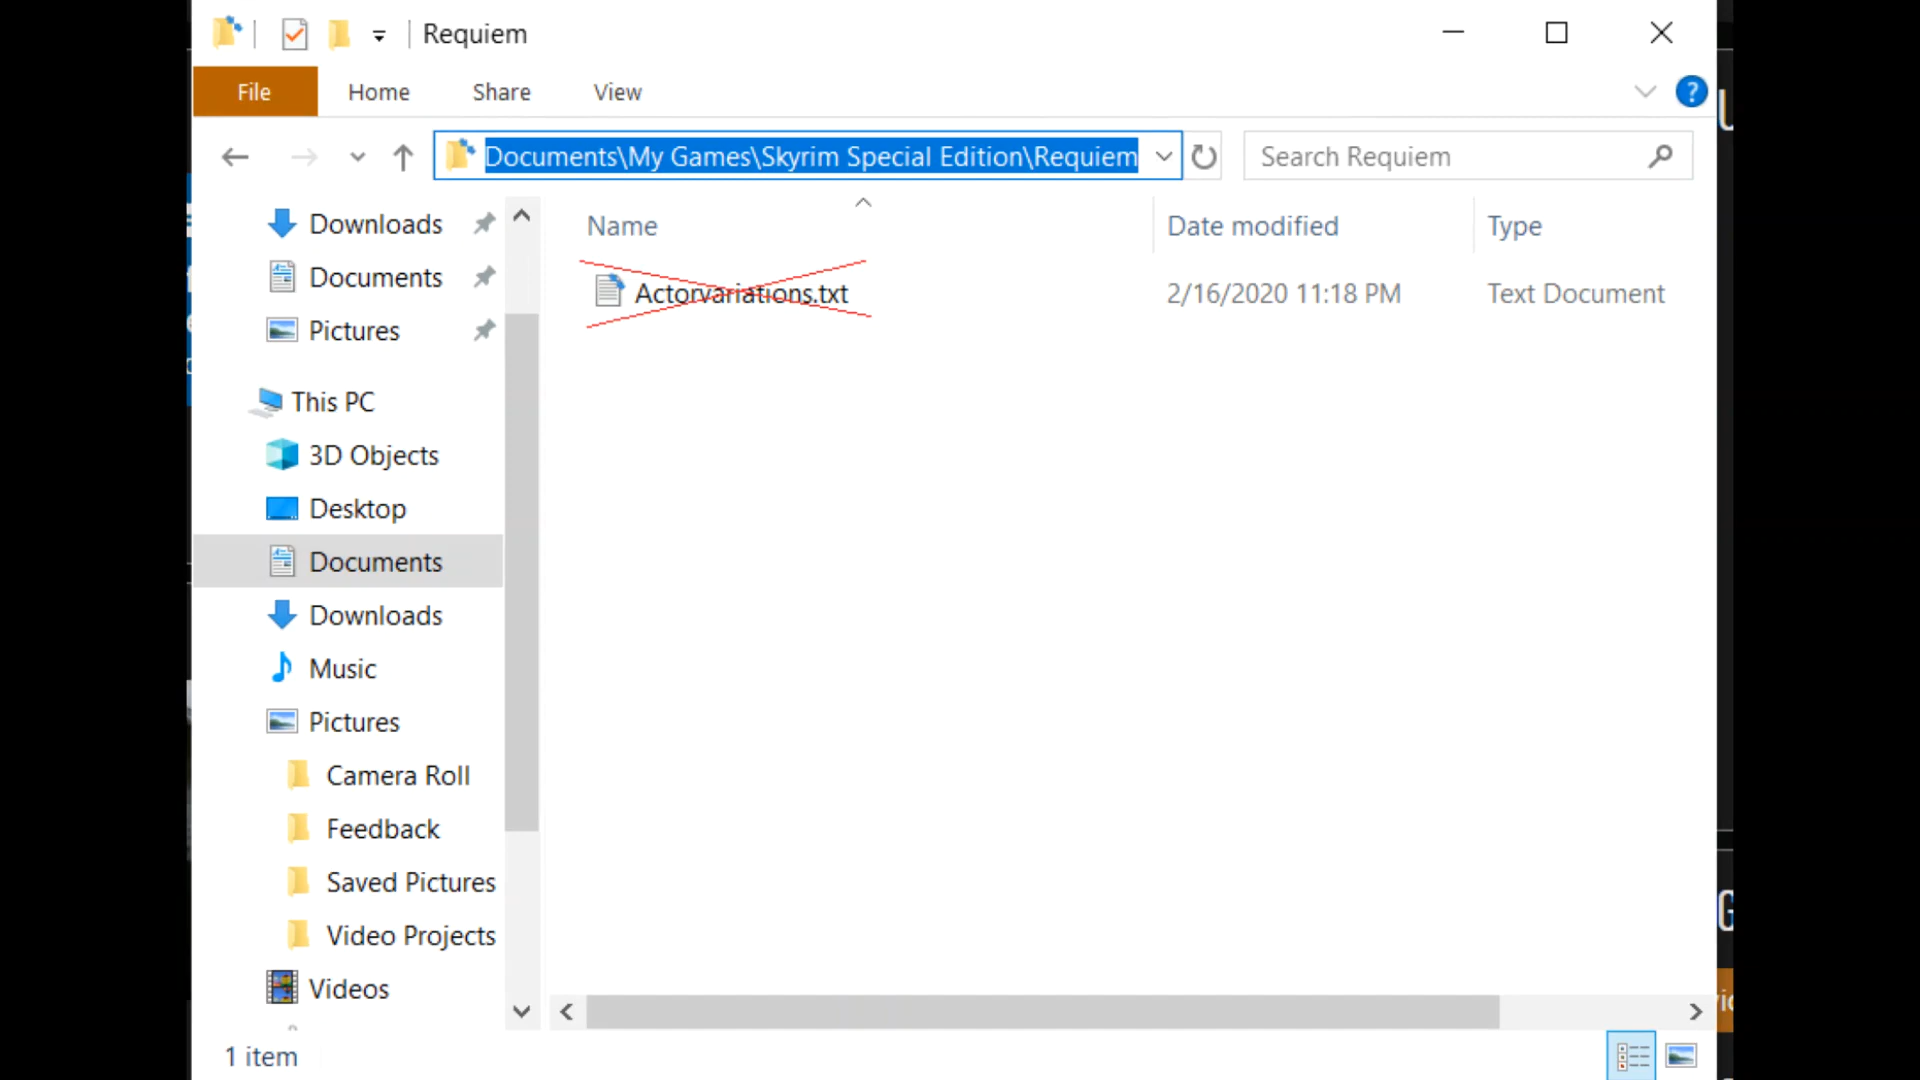 Requiem
File Home Share View
?
Documents\My Games\Skyrim Special Edition\Requiem
Search Requiem
Downloads
Documents
Pictures
This PC
3D Objects
Desktop
Documents
Downloads
Music
Pictures
Camera Roll
Feedback
Saved Pictures
Video Projects
Videos
Name Date modified Type
Actorvariations.txt 2/16/2020 11:18 PM Text Document
1 item